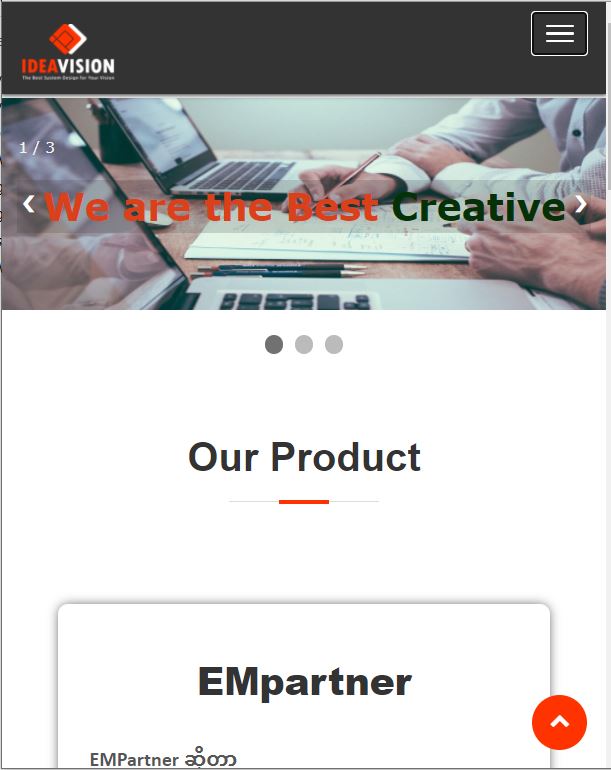 IDEAVISION
The Best System Design for Your Vision
1 / 3
❮ We are the Best Creative ❯
Our Product
EMpartner
EMPartner ဆိုတာ